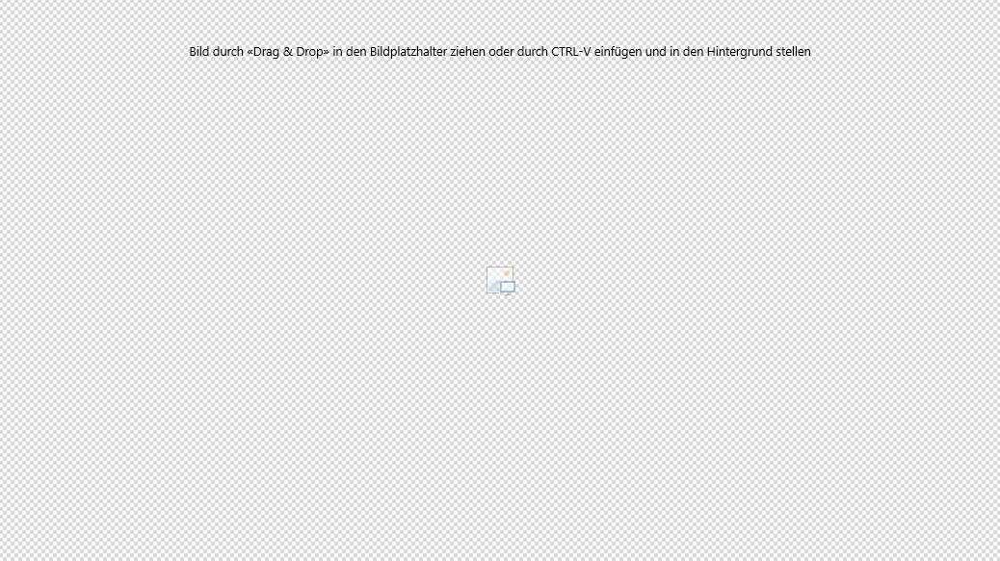 Bild durch «Drag & Drop» in den Bildplatzhalter ziehen oder durch CTRL-V einfügen und in den Hintergrund stellen